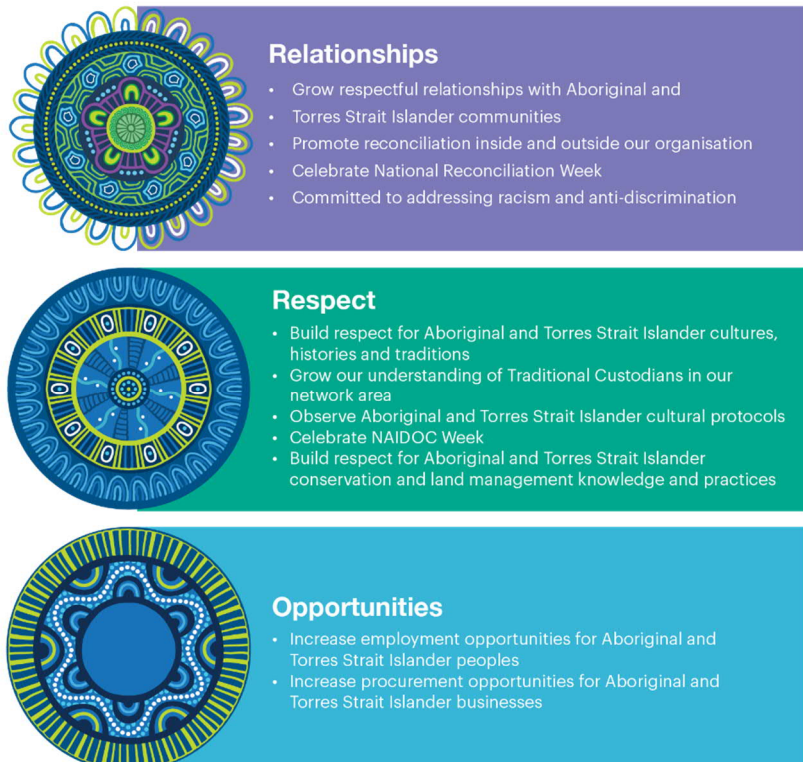 Relationships
• Grow respectful relationships with Aboriginal and
• Torres Strait Islander communities
• Promote reconciliation inside and outside our organisation
• Celebrate National Reconciliation Week
• Committed to addressing racism and anti-discrimination
Respect
• Build respect for Aboriginal and Torres Strait Islander cultures,
histories and traditions
• Grow our understanding of Traditional Custodians in our
network area
• Observe Aboriginal and Torres Strait Islander cultural protocols
• Celebrate NAIDOC Week
• Build respect for Aboriginal and Torres Strait Islander
conservation and land management knowledge and practices
Opportunities
• Increase employment opportunities for Aboriginal and
Torres Strait Islander peoples
• Increase procurement opportunities for Aboriginal and
Torres Strait Islander businesses